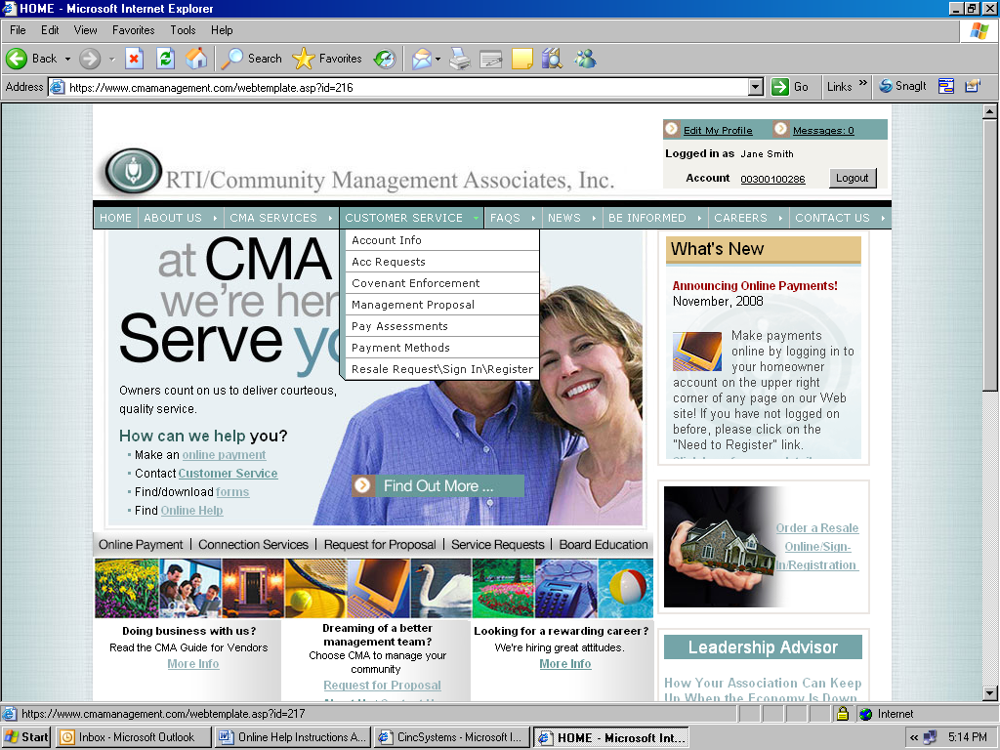 HOME - Microsoft Internet Explorer
File Edit View Favorites Tools Help
Back Search Favorites
Address https://www.cmamanagement.com/webtemplate.asp?id=216 Go Links » SnagIt
Edit My Profile Messages: 0
Logged in as Jane Smith
Account 00300100286 Logout
RTI/Community Management Associates, Inc.
HOME ABOUT US CMA SERVICES CUSTOMER SERVICE FAQS NEWS BE INFORMED CAREERS CONTACT US
Account Info
Acc Requests
Covenant Enforcement
Management Proposal
Pay Assessments
Payment Methods
Resale Request\Sign In\Register
at CMA
we're her
Serve yo
Owners count on us to deliver courteous,
quality service.
How can we help you?
Make an online payment
Contact Customer Service
Find/download forms
Find Online Help
Find Out More ...
What's New
Announcing Online Payments!
November, 2008
Make payments
online by logging in to
your homeowner
account on the upper right
corner of any page on our Web
site! If you have not logged on
before, please click on the
"Need to Register" link.
Order a Resale
Online/Sign-
In/Registration
Online Payment | Connection Services | Request for Proposal | Service Requests | Board Education
Doing business with us?
Read the CMA Guide for Vendors
More Info
Dreaming of a better
management team?
Choose CMA to manage your
community
Request for Proposal
Looking for a rewarding career?
We're hiring great attitudes.
More Info
Leadership Advisor
How Your Association Can Keep
Up When the Economy Is Down
https://www.cmamanagement.com/webtemplate.asp?id=217 Internet
Start Inbox - Microsoft Outlook Online Help Instructions A... CincSystems - Microsoft I... HOME - Microsoft Int... « 5:14 PM